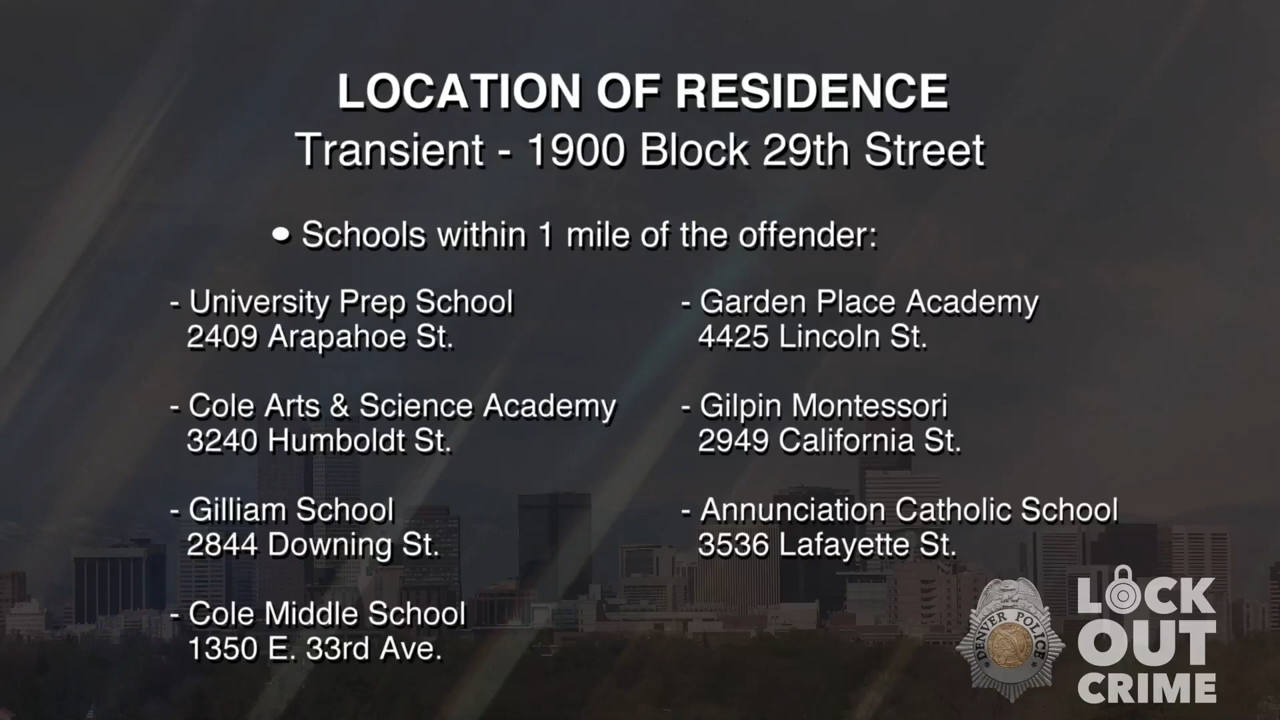 LOCATION OF RESIDENCE
Transient - 1900 Block 29th Street
• Schools within 1 mile of the offender:
- University Prep School
2409 Arapahoe St.
- Cole Arts & Science Academy
3240 Humboldt St.
- Gilliam School
2844 Downing St.
- Cole Middle School
1350 E. 33rd Ave.
- Garden Place Academy
4425 Lincoln St.
- Gilpin Montessori
2949 California St.
- Annunciation Catholic School
3536 Lafayette St.
DENVER POLICE
LOCK
OUT
CRIME